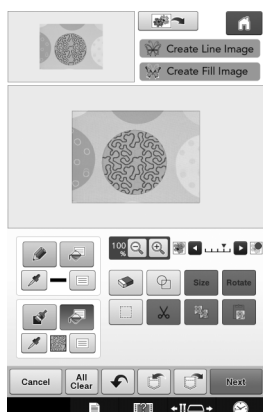 Create Line Image
Create Fill Image
100 %
Size Rotate
Cancel All Clear Next